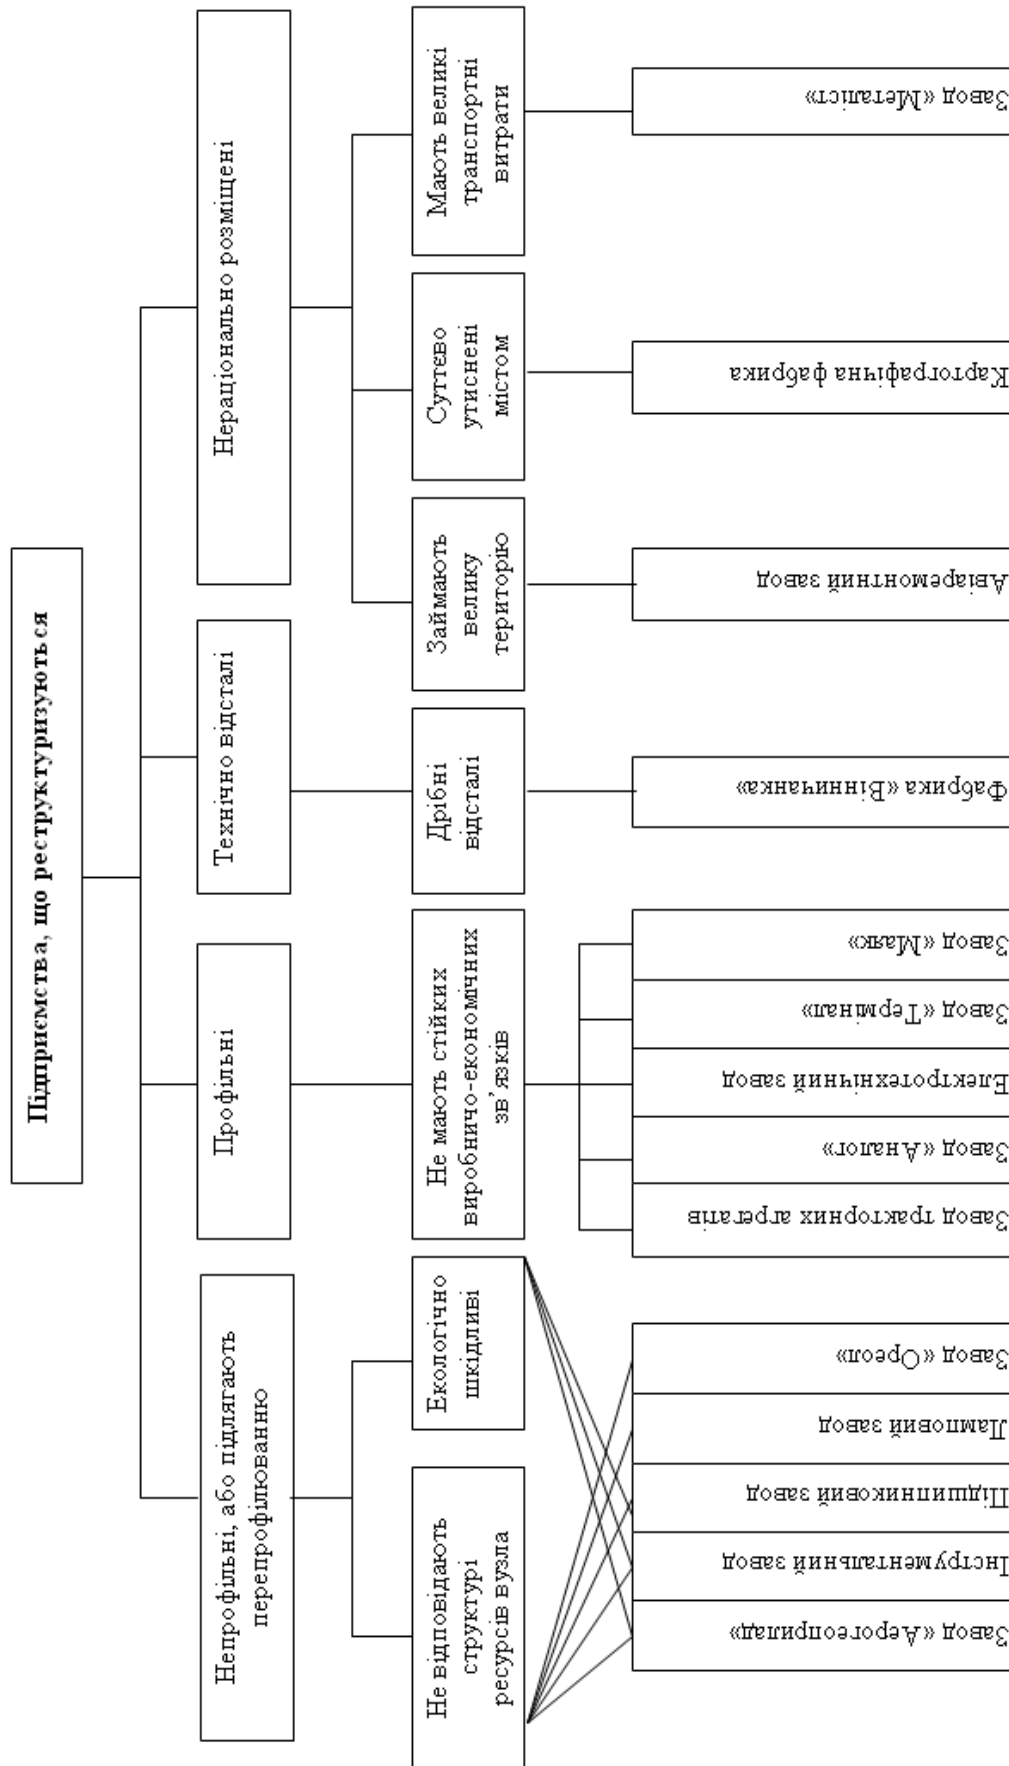 Підприємства, що реструктуризуються
Непрофільні, або підлягають
перепрофілюванню
Профільні
Технічно відсталі
Нераціонально розміщені
Не відповідають
структурі
ресурсів вузла
Екологічно
шкідливі
Не мають стійких
виробничо-економічних
зв’язків
Дрібні
відсталі
Займають
велику
територію
Суттєво
утиснені
містом
Мають великі
транспортні
витрати
Завод «Аерогеоприлад»
Інструментальний завод
Підшипниковий завод
Ламповий завод
Завод «Ореол»
Завод тракторних агрегатів
Завод «Аналог»
Електротехнічний завод
Завод «Термінал»
Завод «Маяк»
Фабрика «Вінничанка»
Авіаремонтний завод
Картографічна фабрика
Завод «Металіст»